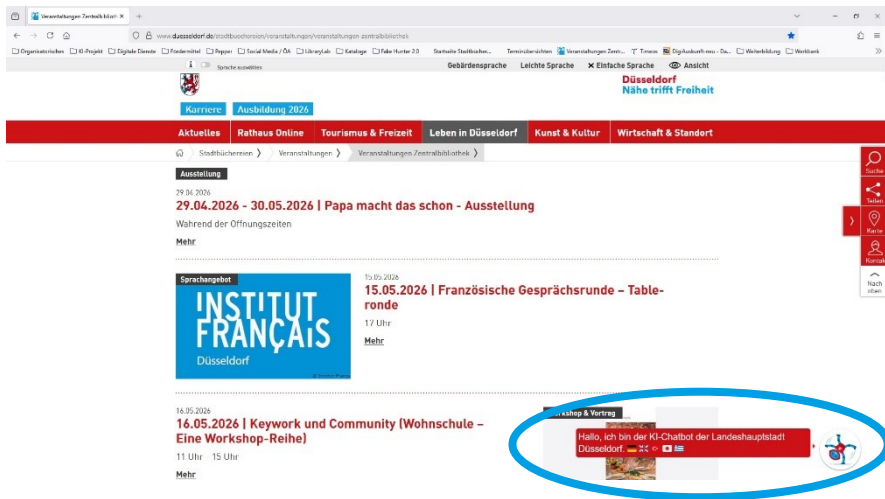 Veranstaltungen Zentralbibliot
www.duesseldorf.de/stadtbuechereien/veranstaltungen/veranstaltungen-zentralbibliothek
Organisatorisches KI-Projekt Digitale Dienste Fördermittel Pepper Social Media / ÖA LibraryLab Kataloge Fake Hunter 2.0 Startseite Stadtbücher... Terminübersichten Veranstaltungen Zentr... Timeos DigiAuskunft-neu - Da... Weiterbildung Werkbank
Sprache auswählen Gebärdensprache Leichte Sprache Einfache Sprache Ansicht
Düsseldorf
Nähe trifft Freiheit
Karriere Ausbildung 2026
Aktuelles Rathaus Online Tourismus & Freizeit Leben in Düsseldorf Kunst & Kultur Wirtschaft & Standort
Stadtbüchereien Veranstaltungen Veranstaltungen Zentralbibliothek
Suche
Teilen
Karte
Kontakt
Nach
oben
Ausstellung
29.04.2026
29.04.2026 - 30.05.2026 | Papa macht das schon - Ausstellung
Während der Öffnungszeiten
Mehr
Sprachangebot
INSTITUT
FRANÇAIS
Düsseldorf
15.05.2026
15.05.2026 | Französische Gesprächsrunde – Table-
ronde
17 Uhr
Mehr
16.05.2026
16.05.2026 | Keywork und Community (Wohnschule –
Eine Workshop-Reihe)
11 Uhr - 15 Uhr
Mehr
Workshop & Vortrag
Hallo, ich bin der KI-Chatbot der Landeshauptstadt
Düsseldorf.